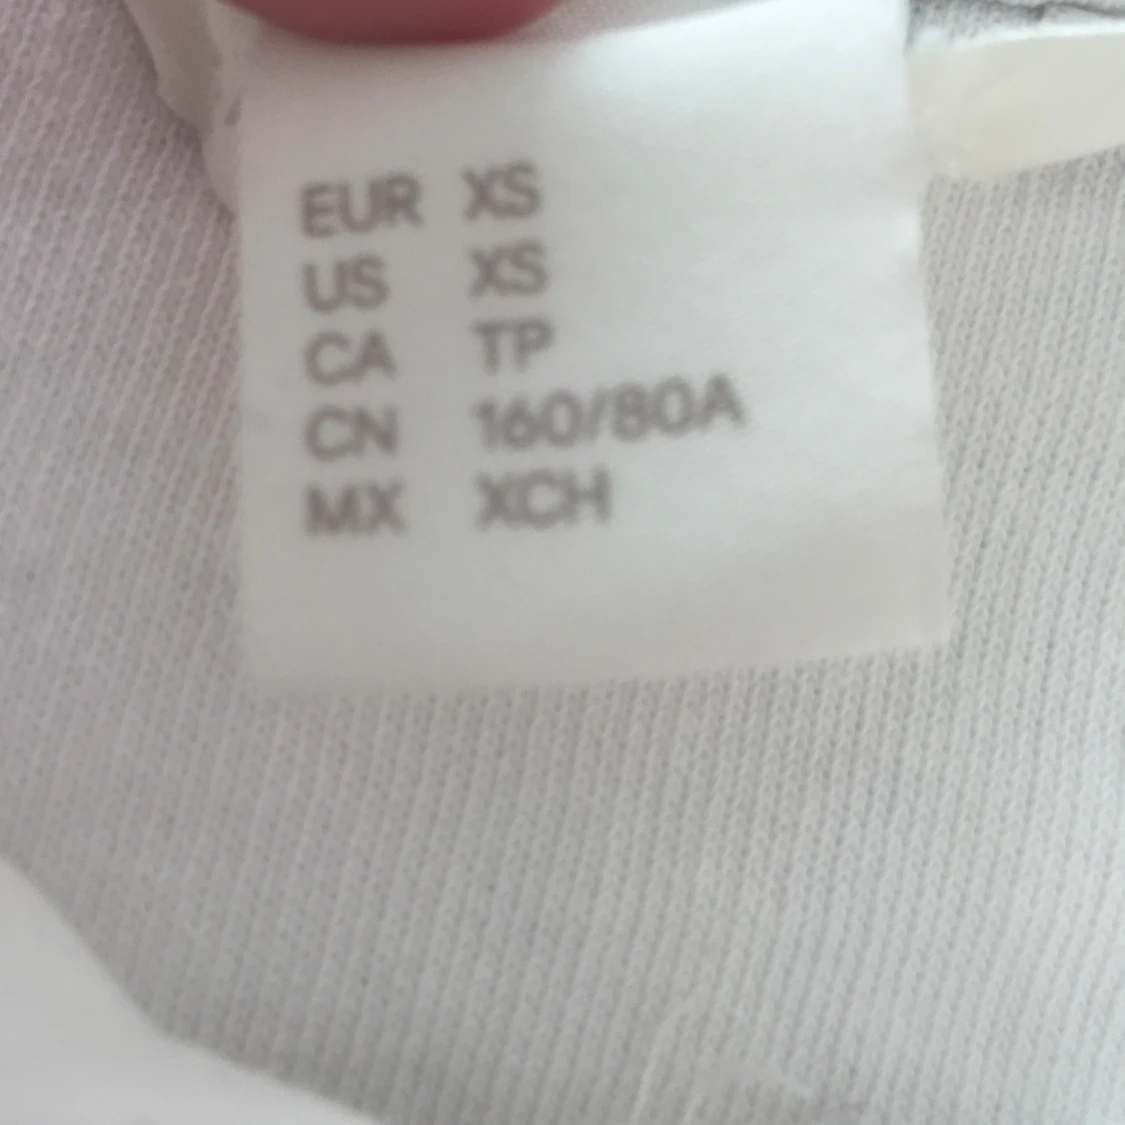 EUR XS
US XS
CA TP
CN 160/80A
MX XCH